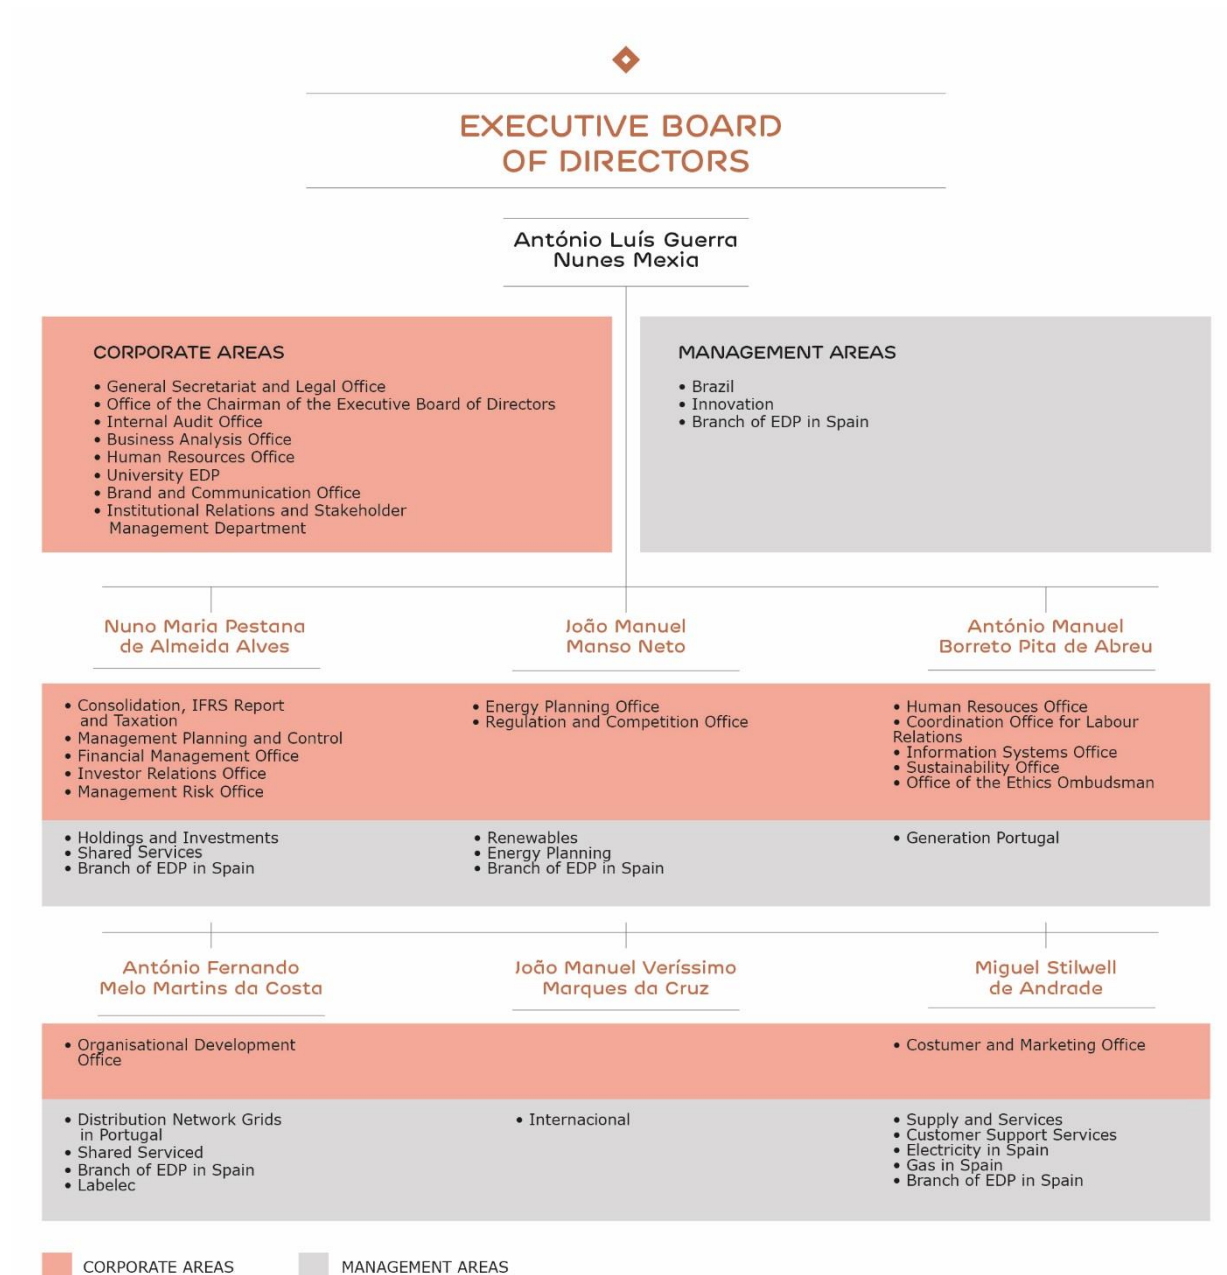 EXECUTIVE BOARD
OF DIRECTORS
António Luís Guerra
Nunes Mexia
CORPORATE AREAS
• General Secretariat and Legal Office
• Office of the Chairman of the Executive Board of Directors
• Internal Audit Office
• Business Analysis Office
• Human Resources Office
• University EDP
• Brand and Communication Office
• Institutional Relations and Stakeholder
Management Department
MANAGEMENT AREAS
• Brazil
• Innovation
• Branch of EDP in Spain
Nuno Maria Pestana
de Almeida Alves
• Consolidation, IFRS Report
and Taxation
• Management Planning and Control
• Financial Management Office
• Investor Relations Office
• Management Risk Office
• Holdings and Investments
• Shared Services
• Branch of EDP in Spain
João Manuel
Manso Neto
• Energy Planning Office
• Regulation and Competition Office
• Renewables
• Energy Planning
• Branch of EDP in Spain
António Manuel
Borreto Pita de Abreu
• Human Resouces Office
• Coordination Office for Labour
Relations
• Information Systems Office
• Sustainability Office
• Office of the Ethics Ombudsman
• Generation Portugal
António Fernando
Melo Martins da Costa
• Organisational Development
Office
• Distribution Network Grids
in Portugal
• Shared Serviced
• Branch of EDP in Spain
• Labelec
João Manuel Veríssimo
Marques da Cruz
• Internacional
Miguel Stilwell
de Andrade
• Costumer and Marketing Office
• Supply and Services
• Customer Support Services
• Electricity in Spain
• Gas in Spain
• Branch of EDP in Spain
CORPORATE AREAS
MANAGEMENT AREAS